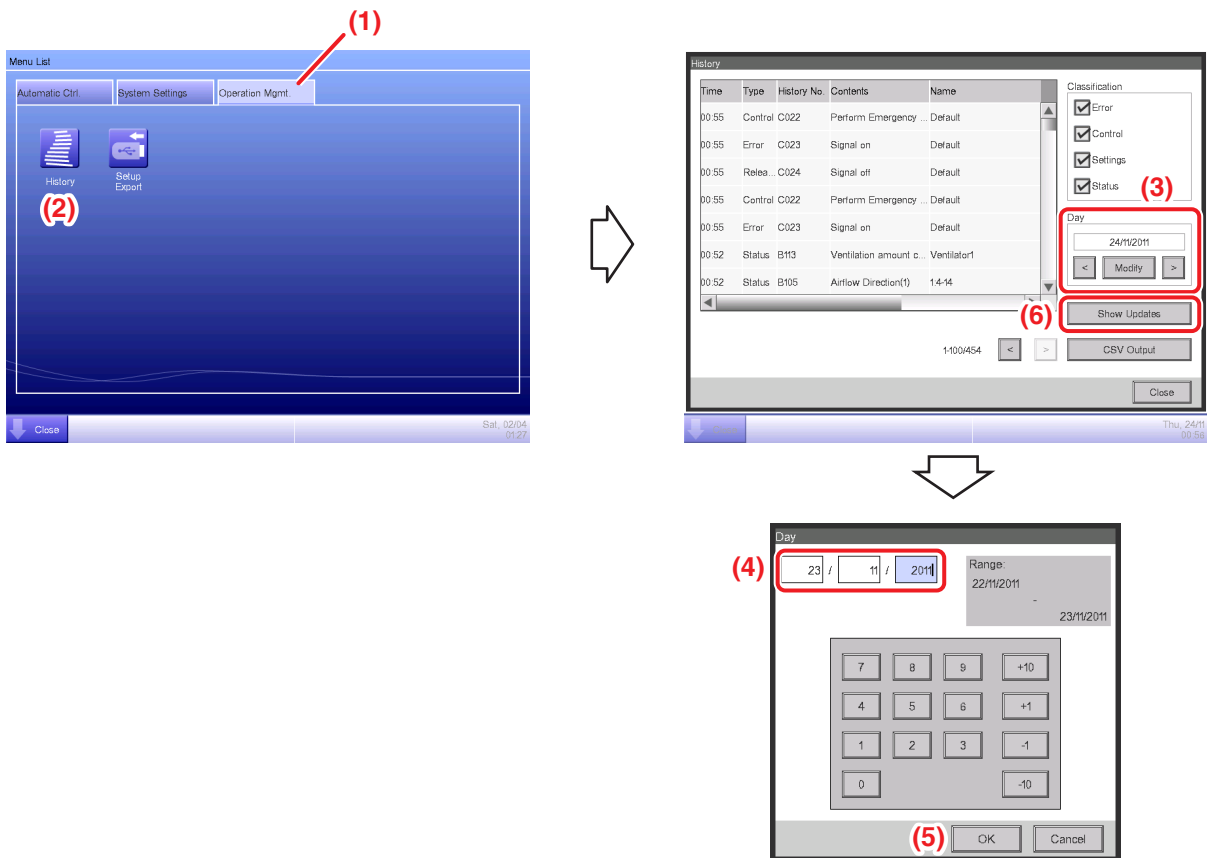 (1)
Menu List
Automatic Ctrl. System Settings Operation Mgmt.
History
Setup
Export
(2)
Close
Sat, 02/04
01:27
History
Time Type History No. Contents Name
00:55 Control C022 Perform Emergency ... Default
00:55 Error C023 Signal on Default
00:55 Relea... C024 Signal off Default
00:55 Control C022 Perform Emergency ... Default
00:55 Error C023 Signal on Default
00:52 Status B113 Ventilation amount c... Ventilator1
00:52 Status B105 Airflow Direction(1) 1:4-14
1-100/454 < >
Classification
Error
Control
Settings
Status
(3)
Day
24/11/2011
< Modify >
(6)
Show Updates
CSV Output
Close
Thu, 24/11
00:56
Day
(4)
23 / 11 / 2011
Range:
22/11/2011
-
23/11/2011
7 8 9 +10
4 5 6 +1
1 2 3 -1
0 -10
(5)
OK Cancel